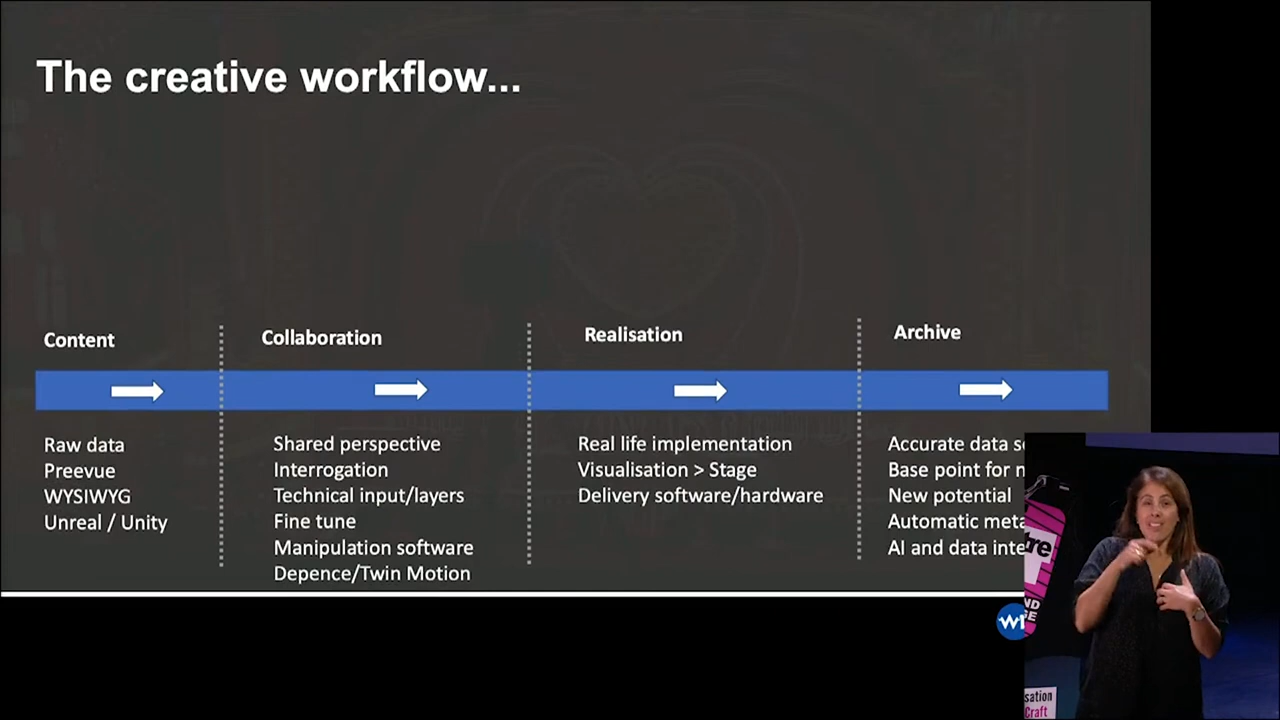 The creative workflow...
Content
Collaboration
Realisation
Archive
Raw data
Preevue
WYSIWYG
Unreal / Unity
Shared perspective
Interrogation
Technical input/layers
Fine tune
Manipulation software
Depence/Twin Motion
Real life implementation
Visualisation > Stage
Delivery software/hardware
Accurate data
Base point for
New potential
Automatic
AI and data